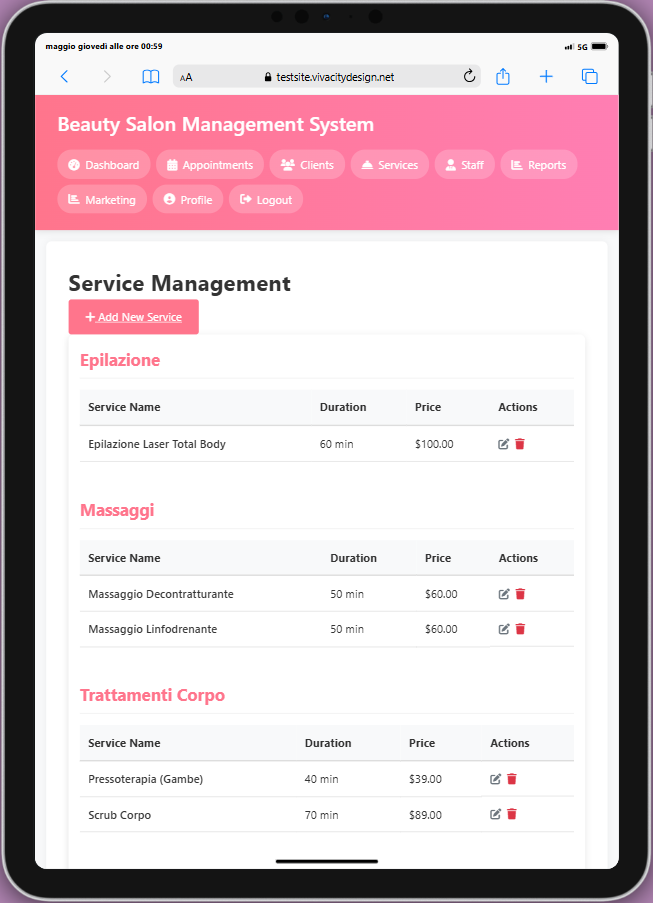 maggio giovedì alle ore 00:59
5G
AA
testsite.vivacitydesign.net
Beauty Salon Management System
Dashboard Appointments Clients Services Staff Reports
Marketing Profile Logout
Service Management
+ Add New Service
Epilazione
Service Name Duration Price Actions
Epilazione Laser Total Body 60 min $100.00
Massaggi
Service Name Duration Price Actions
Massaggio Decontratturante 50 min $60.00
Massaggio Linfodrenante 50 min $60.00
Trattamenti Corpo
Service Name Duration Price Actions
Pressoterapia (Gambe) 40 min $39.00
Scrub Corpo 70 min $89.00